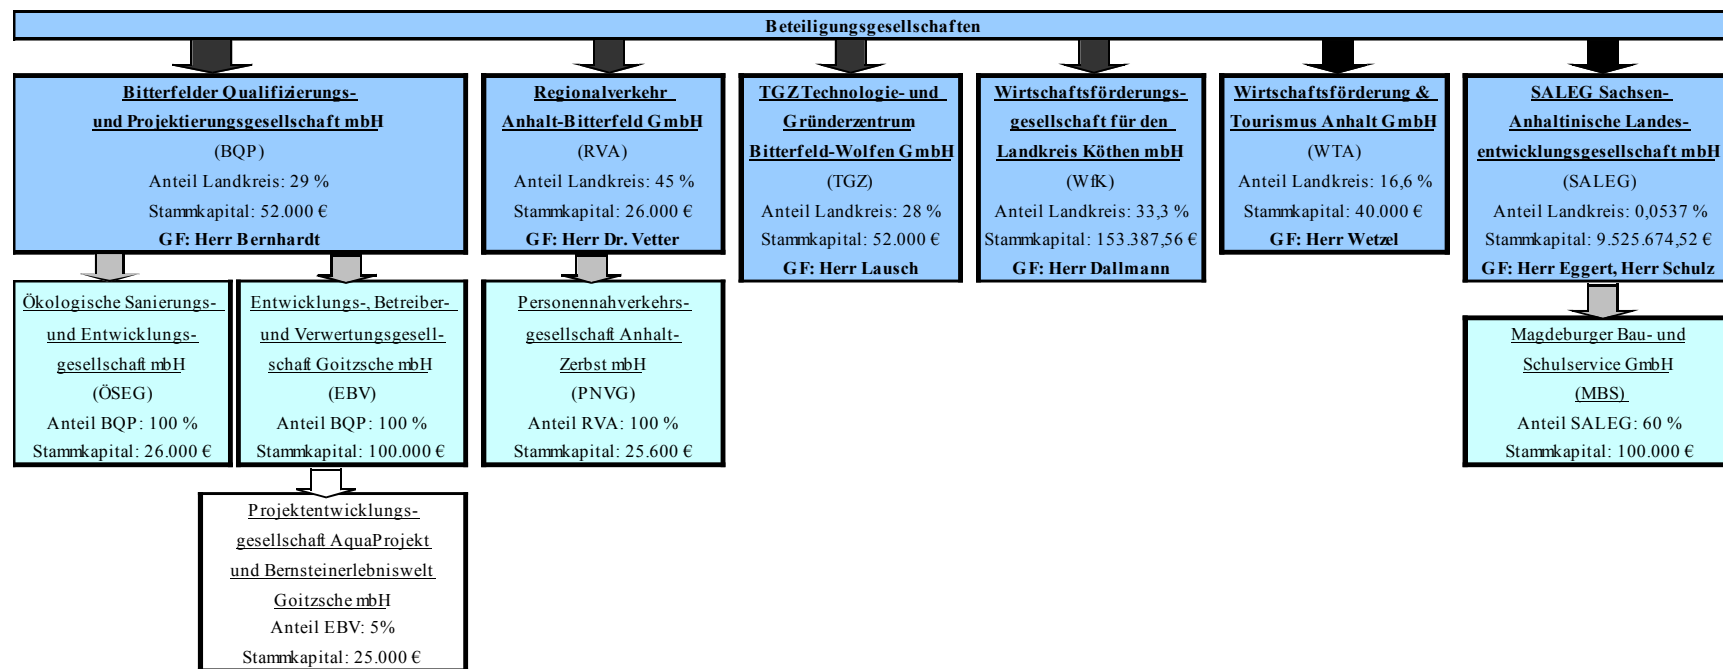 Beteiligungsgesellschaften
Bitterfelder Qualifizierungs-
und Projektierungsgesellschaft mbH
(BQP)
Anteil Landkreis: 29 %
Stammkapital: 52.000 €
GF: Herr Bernhardt
Regionalverkehr
Anhalt-Bitterfeld GmbH
(RVA)
Anteil Landkreis: 45 %
Stammkapital: 26.000 €
GF: Herr Dr. Vetter
TGZ Technologie- und
Gründerzentrum
Bitterfeld-Wolfen GmbH
(TGZ)
Anteil Landkreis: 28 %
Stammkapital: 52.000 €
GF: Herr Lausch
Wirtschaftsförderungs-
gesellschaft für den
Landkreis Köthen mbH
(WfK)
Anteil Landkreis: 33,3 %
Stammkapital: 153.387,56 €
GF: Herr Dallmann
Wirtschaftsförderung &
Tourismus Anhalt GmbH
(WTA)
Anteil Landkreis: 16,6 %
Stammkapital: 40.000 €
GF: Herr Wetzel
SALEG Sachsen-
Anhaltinische Landes-
entwicklungsgesellschaft mbH
(SALEG)
Anteil Landkreis: 0,0537 %
Stammkapital: 9.525.674,52 €
GF: Herr Eggert, Herr Schulz
Ökologische Sanierungs-
und Entwicklungs-
gesellschaft mbH
(ÖSEG)
Anteil BQP: 100 %
Stammkapital: 26.000 €
Entwicklungs-, Betreiber-
und Verwertungsgesell-
schaft Goitzsche mbH
(EBV)
Anteil BQP: 100 %
Stammkapital: 100.000 €
Personennahverkehrs-
gesellschaft Anhalt-
Zerbst mbH
(PNVG)
Anteil RVA: 100 %
Stammkapital: 25.600 €
Magdeburger Bau- und
Schulservice GmbH
(MBS)
Anteil SALEG: 60 %
Stammkapital: 100.000 €
Projektentwicklungs-
gesellschaft AquaProjekt
und Bernsteinerlebniswelt
Goitzsche mbH
Anteil EBV: 5%
Stammkapital: 25.000 €